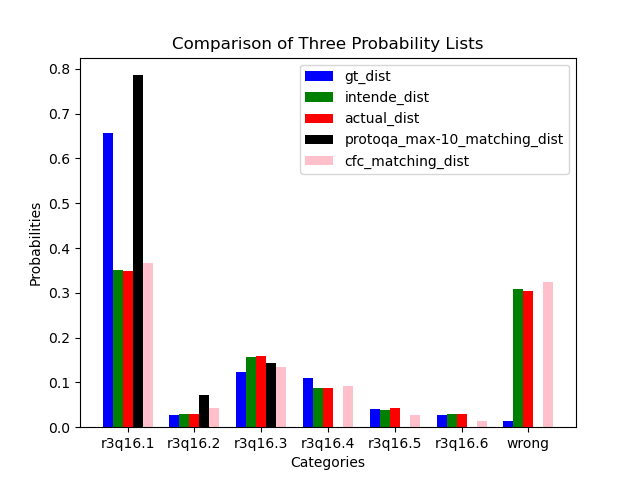 Comparison of Three Probability Lists
gt_dist
intende_dist
actual_dist
protoqa_max-10_matching_dist
cfc_matching_dist
Probabilities
0.8
0.7
0.6
0.5
0.4
0.3
0.2
0.1
0.0
r3q16.1 r3q16.2 r3q16.3 r3q16.4 r3q16.5 r3q16.6 wrong
Categories